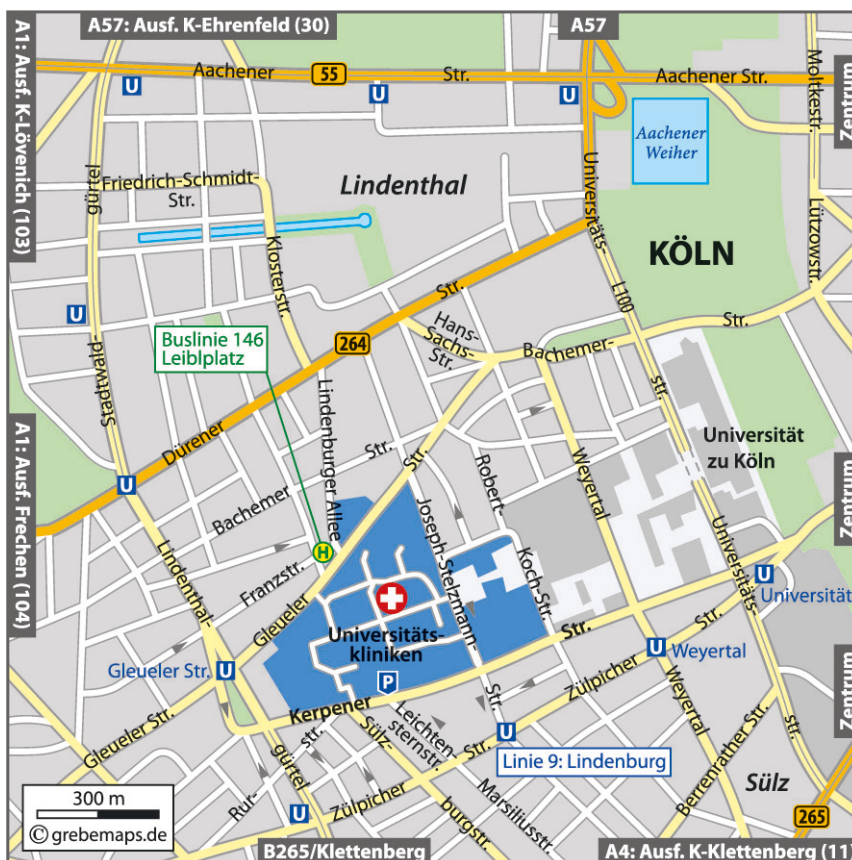 A57: Ausf. K-Ehrenfeld (30)
A57
A1: Ausf. K-Lövenich (103)
Aachener
55
Str.
Aachener Str.
Moltkestr.
Zentrum
U
U
U
Aachener
Weiher
gürtel
Friedrich-Schmidt-
Str.
Lindenthal
Universitäts-
Klosterstr.
KÖLN
Lützowstr.
L100
Str.
U
Buslinie 146
Leiblplatz
264
Hans-
Sachs-
Str.
Bachemer-
Str.
Stadtwald-
Lindenburger Allee
str.
A1: Ausf. Frechen (104)
Dürener
Str.
Universität
zu Köln
Weyertal
Robert-
U
Bachemer
Str.
Joseph-Stelzmann-
Koch-Str.
Zentrum
Lindenthal-
H
Franzstr.
Gleueler
Universitäts-
U
Universität
Universitäts-
kliniken
Str.
U
Weyertal
Str.
Gleueler Str.
U
P
Kerpener
Zülpicher
Weyertal
Zentrum
Gleueler Str.
Leichten-
sternstr.
Str.
U
str.
Sülz-
burgstr.
Str.
Linie 9: Lindenburg
Berrenrather Str.
Sülz
gürtel
Rur-
str.
Marsiliusstr.
300 m
U
Zülpicher
265
© grebemaps.de
B265/Klettenberg
A4: Ausf. K-Klettenberg (11)